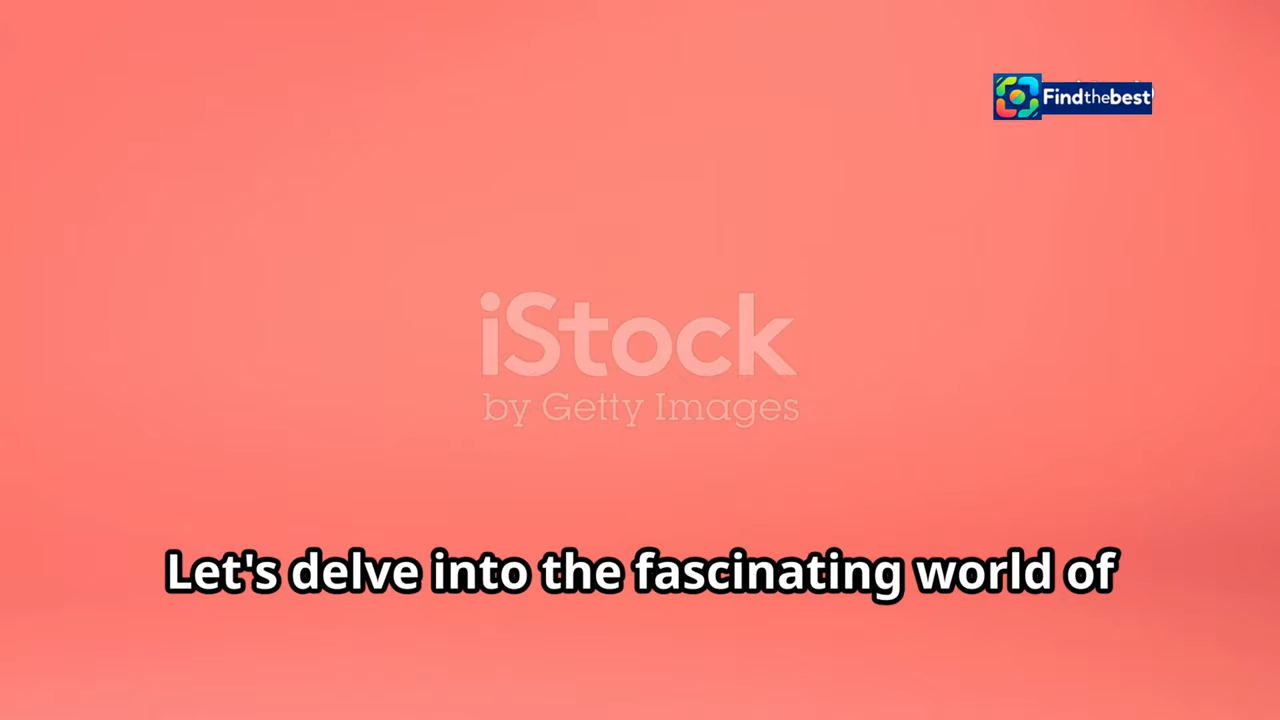 Findthebest
iStock
by Getty Images
Let's delve into the fascinating world of